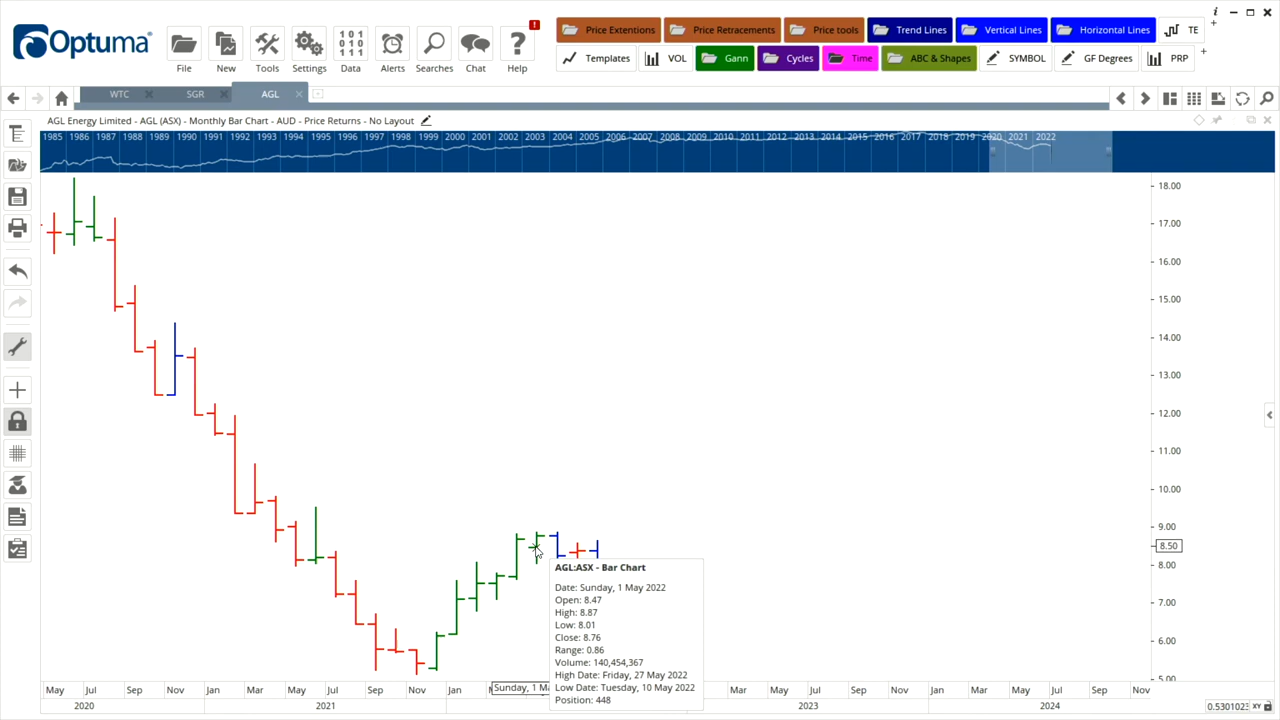 Optuma
File
New
Tools
Settings
Data
Alerts
Searches
Chat
Help
!
Price Extentions
Price Retracements
Price tools
Trend Lines
Vertical Lines
Horizontal Lines
TE
Templates
VOL
Gann
Cycles
Time
ABC & Shapes
SYMBOL
GF Degrees
PRP
WTC
SGR
AGL
AGL Energy Limited - AGL (ASX) - Monthly Bar Chart - AUD - Price Returns - No Layout
1985 1986 1987 1988 1989 1990 1991 1992 1993 1994 1995 1996 1997 1998 1999 2000 2001 2002 2003 2004 2005 2006 2007 2008 2009 2010 2011 2012 2013 2014 2015 2016 2017 2018 2019 2020 2021 2022
18.00
17.00
16.00
15.00
14.00
13.00
12.00
11.00
10.00
9.00
8.50
8.00
7.00
6.00
5.00
AGL:ASX - Bar Chart
Date: Sunday, 1 May 2022
Open: 8.47
High: 8.87
Low: 8.01
Close: 8.76
Range: 0.86
Volume: 140,454,367
High Date: Friday, 27 May 2022
Low Date: Tuesday, 10 May 2022
Position: 448
May Jul Sep Nov Jan Mar May Jul Sep Nov Jan Sunday, 1 Ma Mar May Jul Sep Nov Jan Mar May Jul Sep Nov
2020 2021 2023 2024
0.5301023 XY